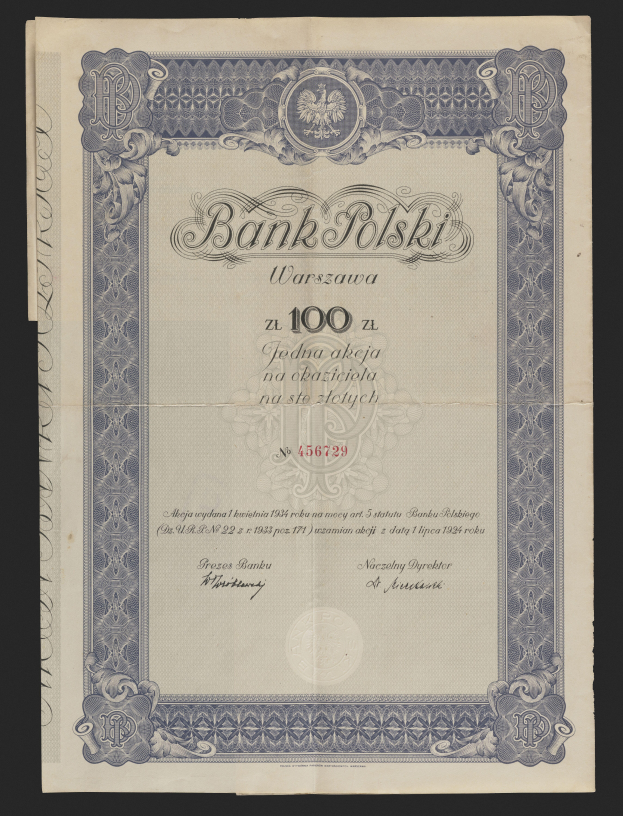 Bank Polski
Warszawa
ZŁ 100 ZŁ
Jedna akcja
na okaziciela
na sto złotych
№ 456729
Akcja wydana 1 kwietnia 1934 roku na mocy art. 5 statutu Banku Polskiego
(Dz. U. R. P. № 22 z r. 1933 poz. 171) wzamian akcji z datą 1 lipca 1924 roku
Prezes Banku
Naczelny Dyrektor